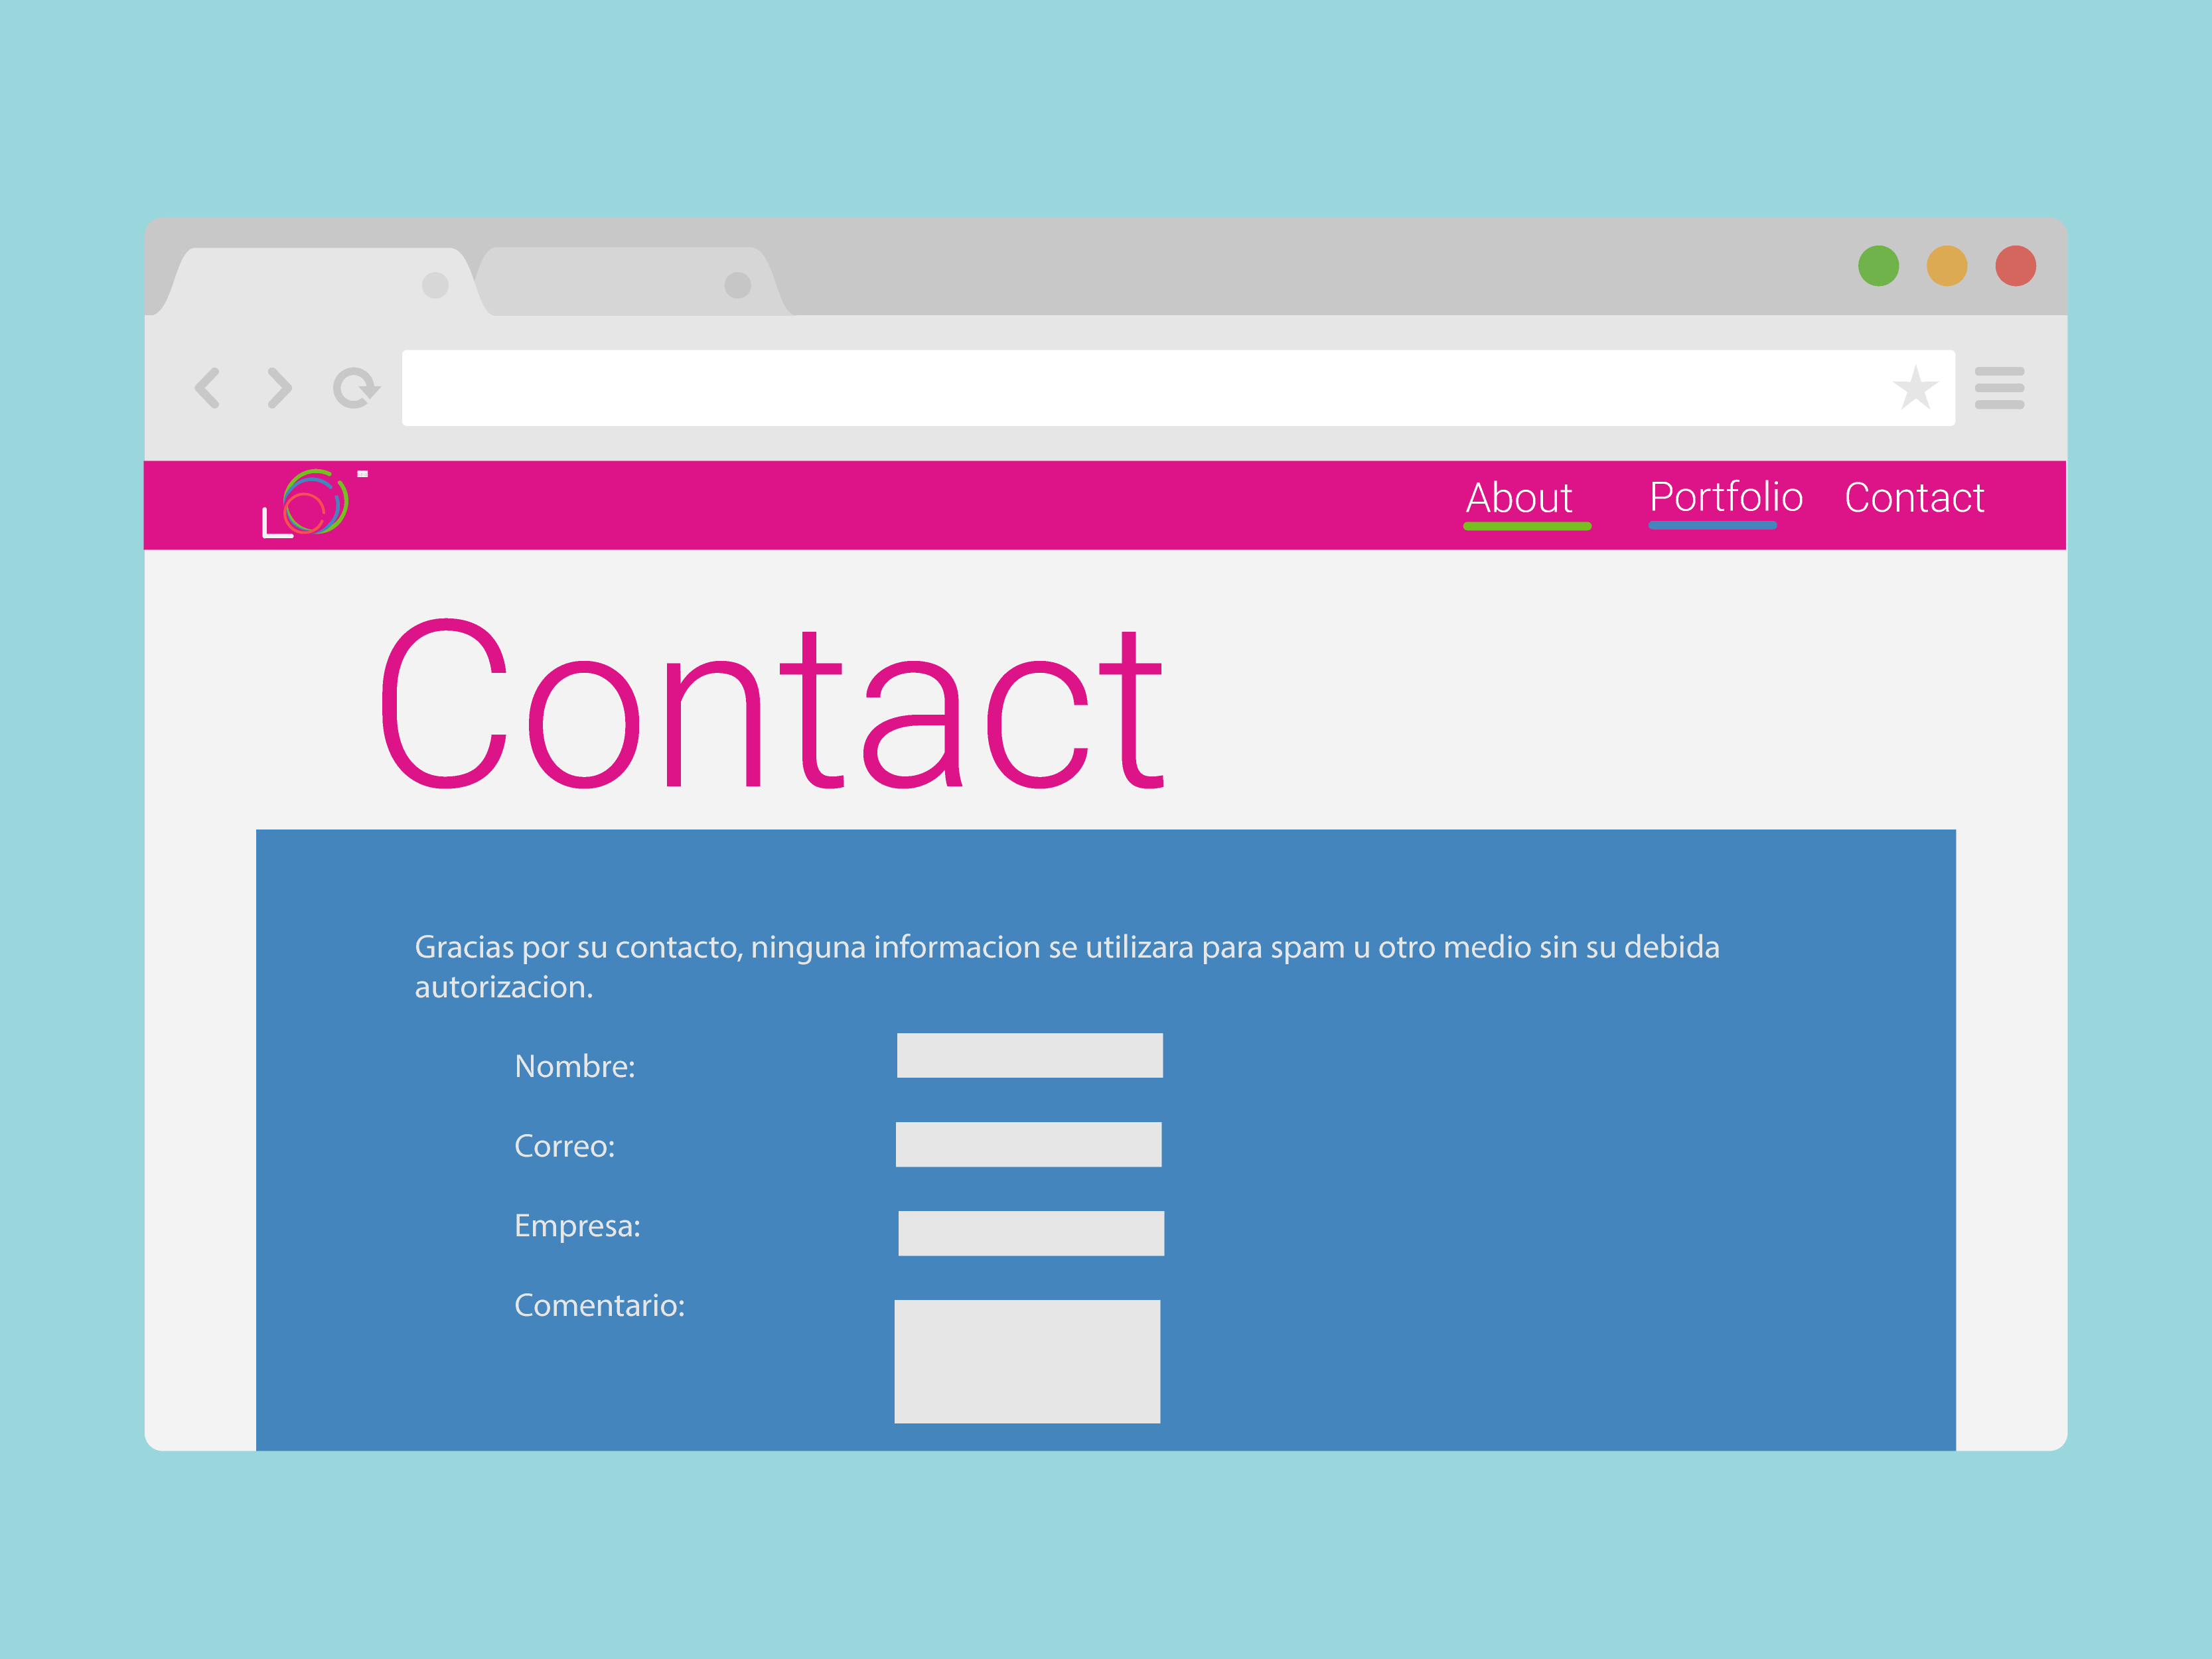 About Portfolio Contact
Contact
Gracias por su contacto, ninguna informacion se utilizara para spam u otro medio sin su debida
autorizacion.
Nombre:
Correo:
Empresa:
Comentario: